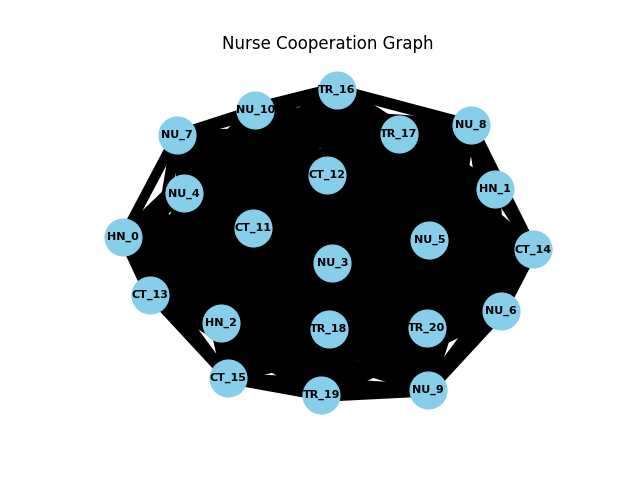 Nurse Cooperation Graph
TR_16
NU_10
NU_8
TR_17
NU_7
CT_12
HN_1
NU_4
CT_11
HN_0
NU_5
CT_14
NU_3
CT_13
NU_6
HN_2
TR_18
TR_20
CT_15
NU_9
TR_19